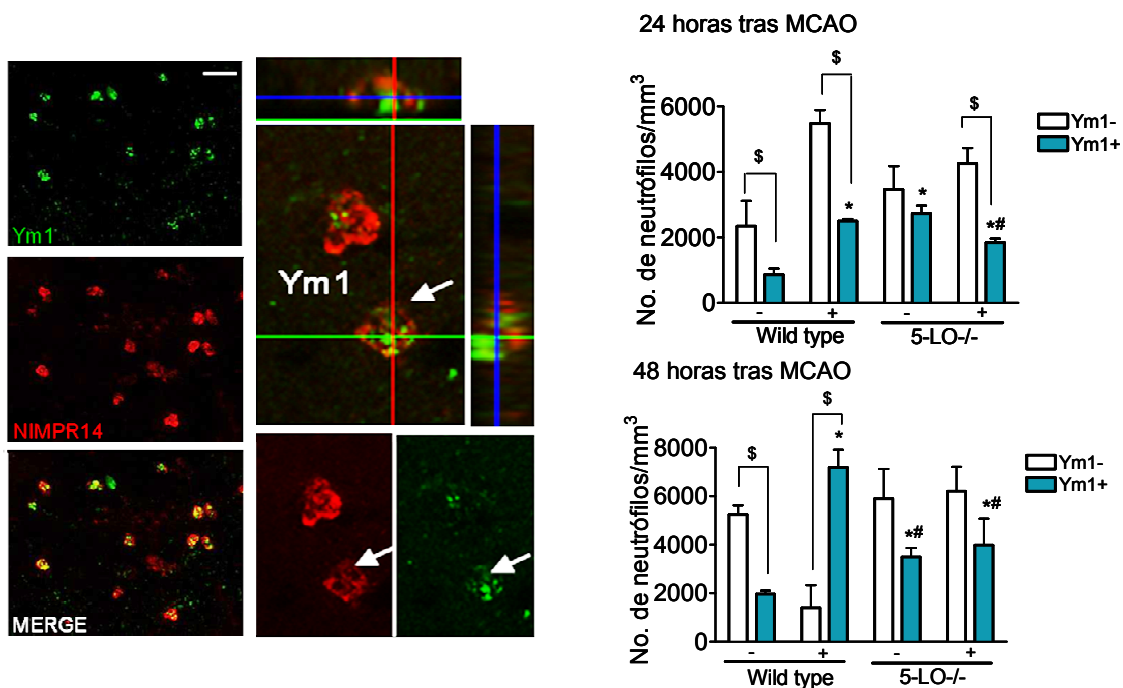 Ym1
NIMPR14
MERGE
Ym1
24 horas tras MCAO
No. de neutrófilos/mm³
6000
4000
2000
0
$
$
$
*
*
*#
Ym1-
Ym1+
- + - +
Wild type 5-LO-/-
48 horas tras MCAO
No. de neutrófilos/mm³
8000
6000
4000
2000
0
$
$
*
*#
*#
Ym1-
Ym1+
- + - +
Wild type 5-LO-/-